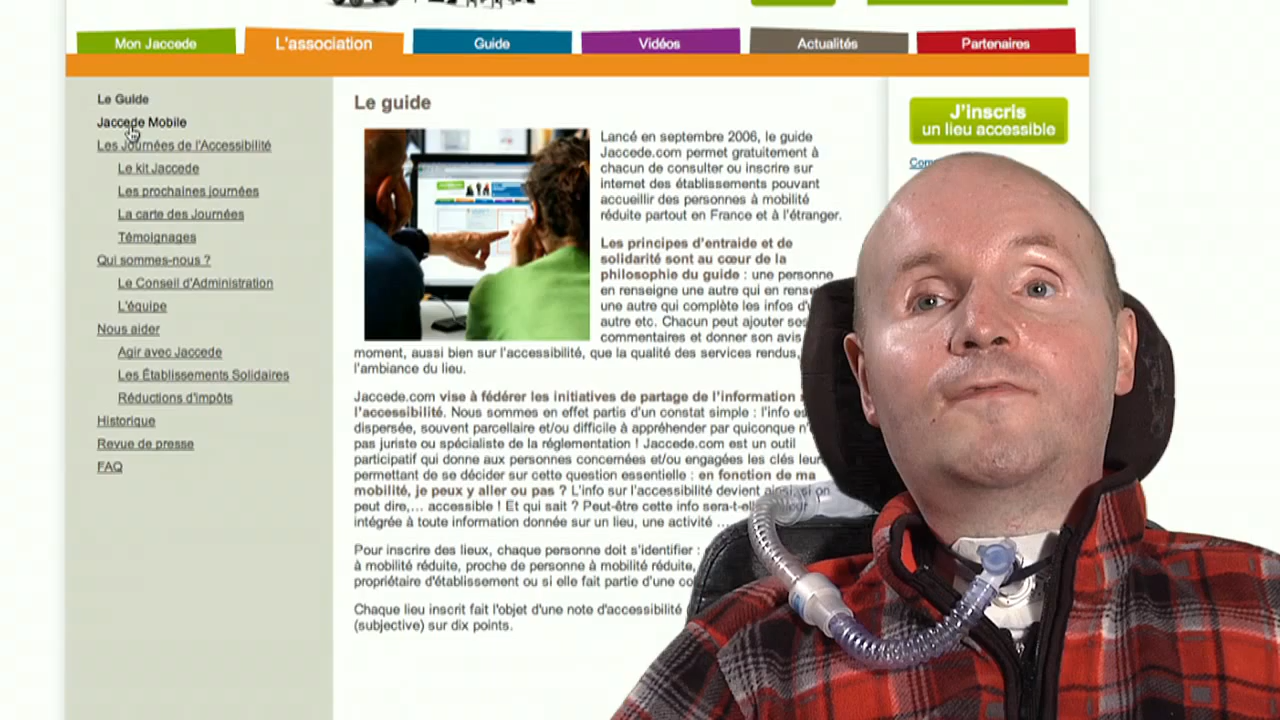 Mon Jaccede
L'association
Guide
Vidéos
Actualités
Partenaires
Le Guide
Jaccede Mobile
Les Journées de l'Accessibilité
Le kit Jaccede
Les prochaines journées
La carte des Journées
Témoignages
Qui sommes-nous ?
Le Conseil d'Administration
L'équipe
Nous aider
Agir avec Jaccede
Les Établissements Solidaires
Réductions d'impôts
Historique
Revue de presse
FAQ
Le guide
Lancé en septembre 2006, le guide
Jaccede.com permet gratuitement à
chacun de consulter ou inscrire sur
internet des établissements pouvant
accueillir des personnes à mobilité
réduite partout en France et à l'étranger.
Les principes d'entraide et de
solidarité sont au cœur de la
philosophie du guide : une personne
en renseigne une autre qui en
une autre qui complète les infos
autre etc. Chacun peut ajouter
commentaires et donner son avis
moment, aussi bien sur l'accessibilité, que la qualité des services rendus,
l'ambiance du lieu.
Jaccede.com vise à fédérer les initiatives de partage de l'information
l'accessibilité. Nous sommes en effet partis d'un constat simple : l'info
dispersée, souvent parcellaire et/ou difficile à appréhender par quiconque
pas juriste ou spécialiste de la réglementation ! Jaccede.com est un outil
participatif qui donne aux personnes concernées et/ou engagées les clés
permettant de se décider sur cette question essentielle : en fonction de ma
mobilité, je peux y aller ou pas ? L'info sur l'accessibilité devient ainsi, si on
peut dire,... accessible ! Et qui sait ? Peut-être cette info
intégrée à toute information donnée sur un lieu, une activité ...
Pour inscrire des lieux, chaque personne doit s'identifier :
à mobilité réduite, proche de personne à mobilité réduite,
propriétaire d'établissement ou si elle fait partie d'une
Chaque lieu inscrit fait l'objet d'une note d'accessibilité
(subjective) sur dix points.
J'inscris
un lieu accessible